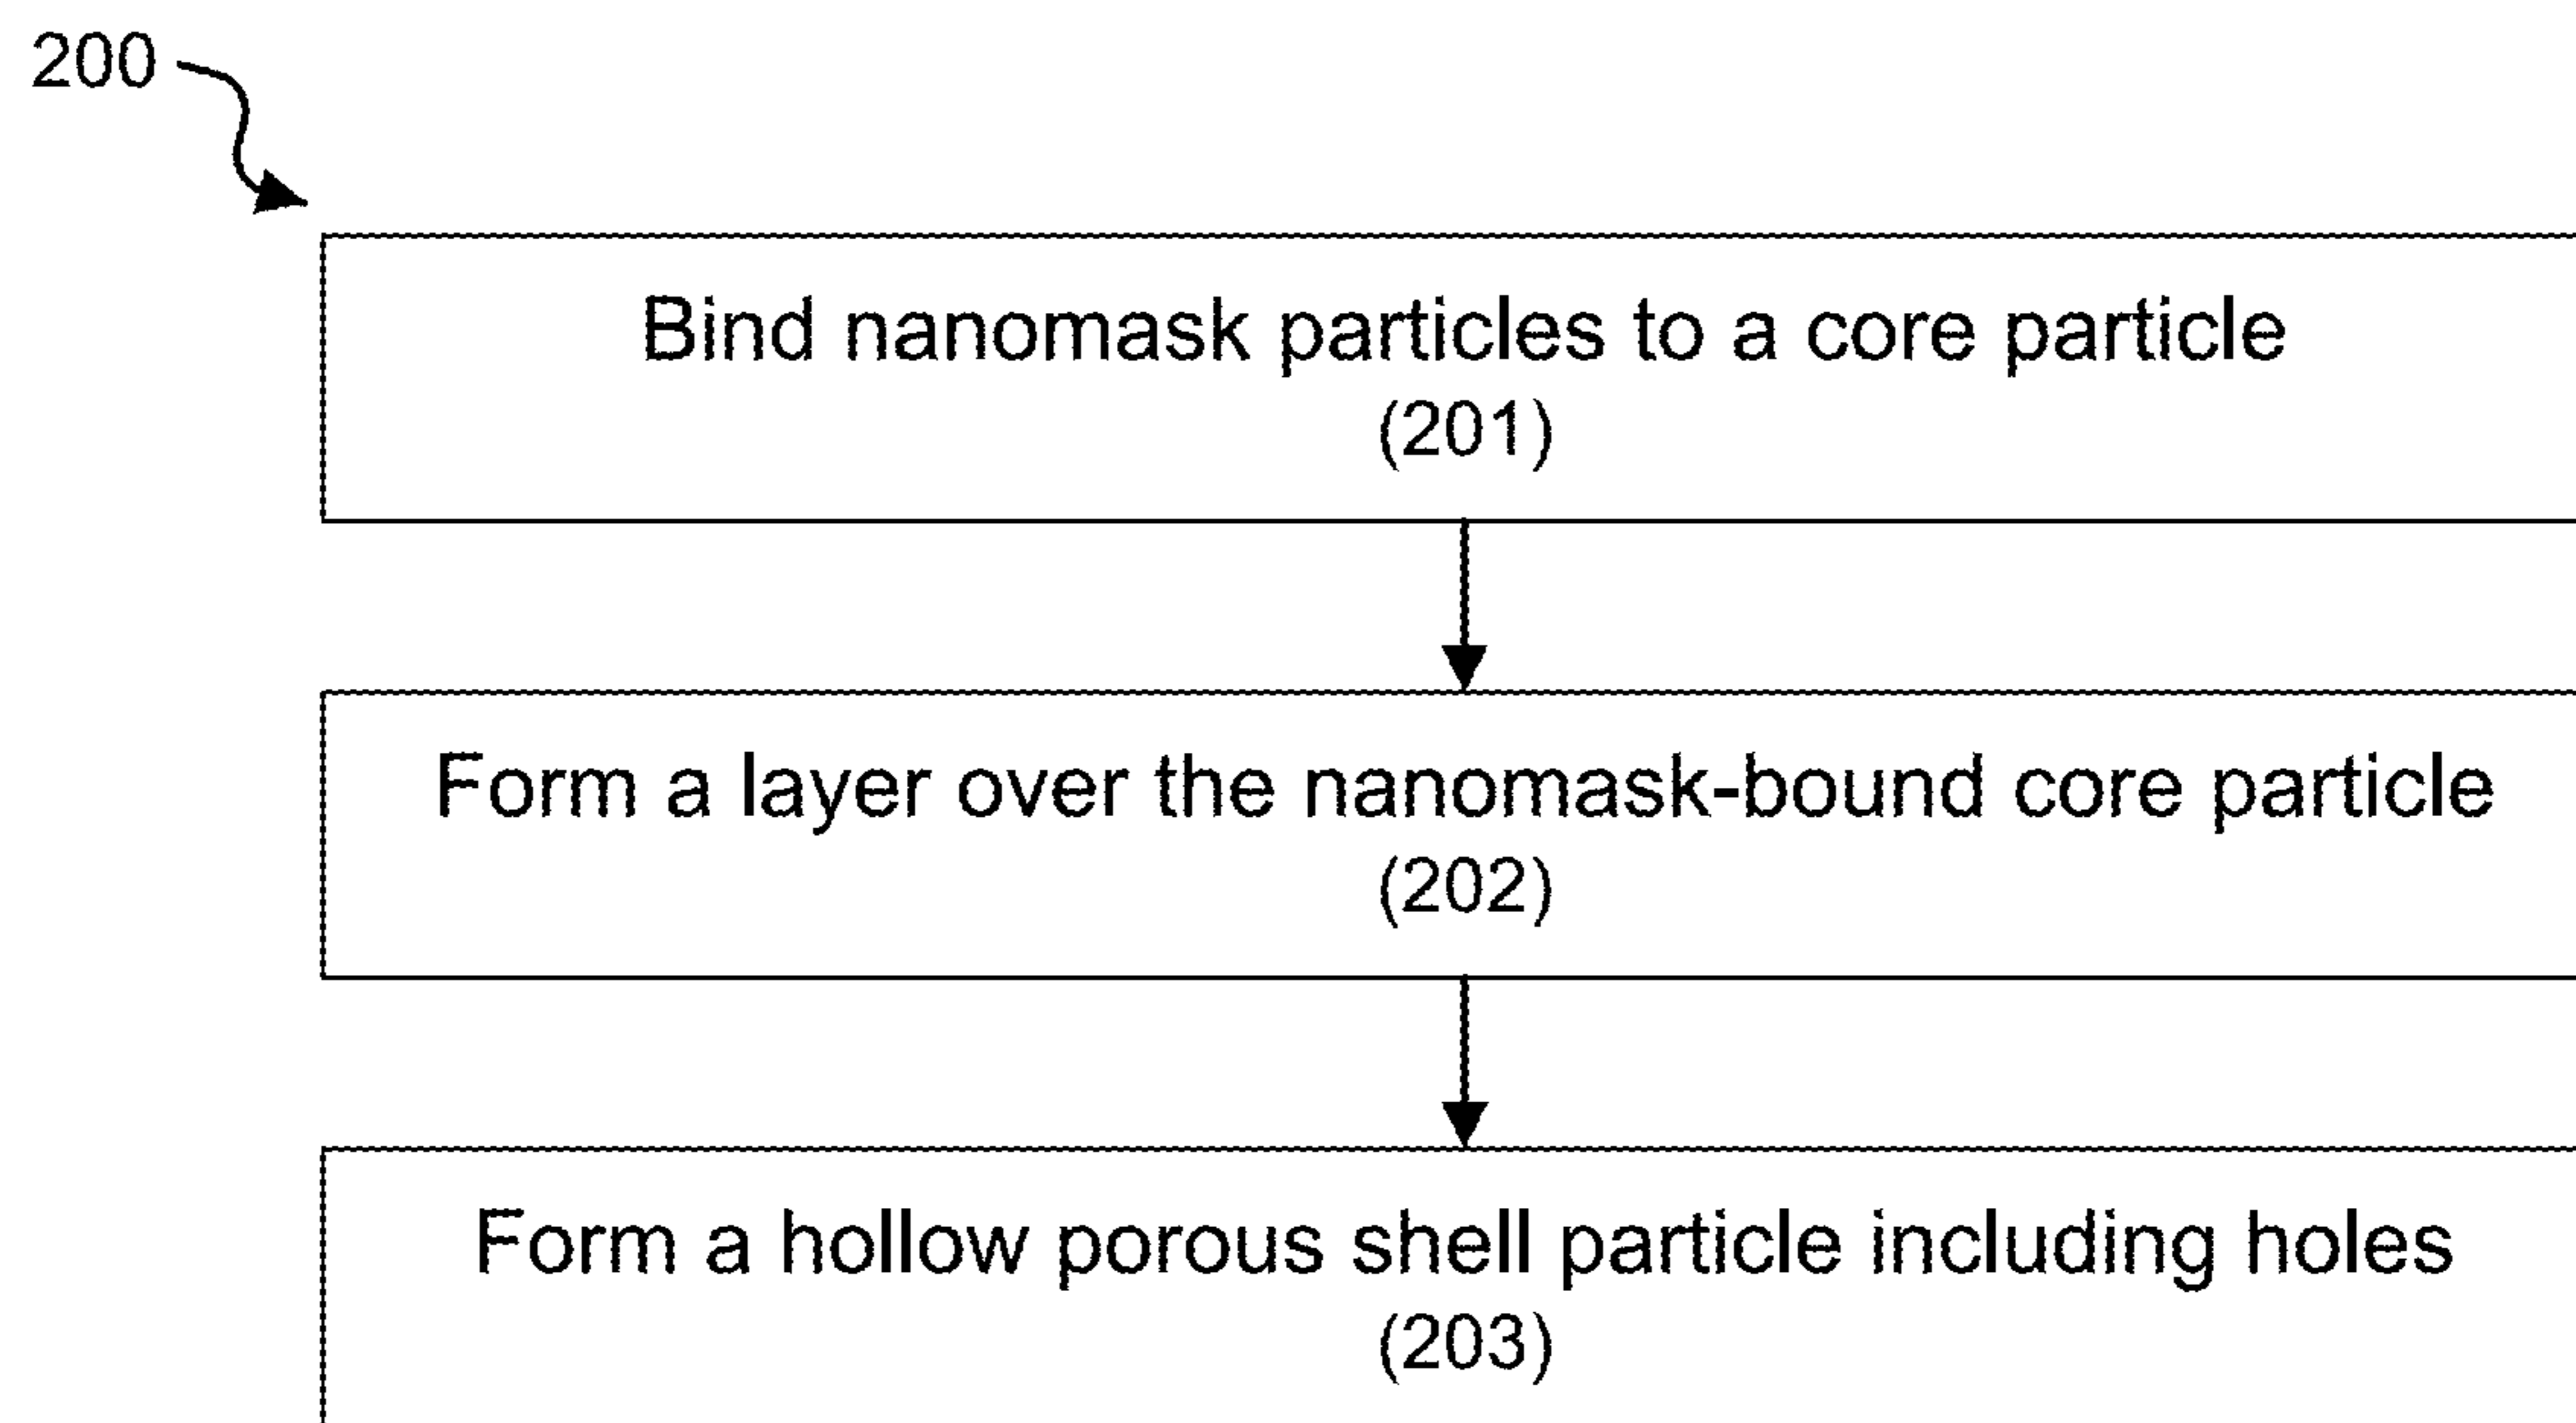 200
Bind nanomask particles to a core particle
(201)
Form a layer over the nanomask-bound core particle
(202)
Form a hollow porous shell particle including holes
(203)